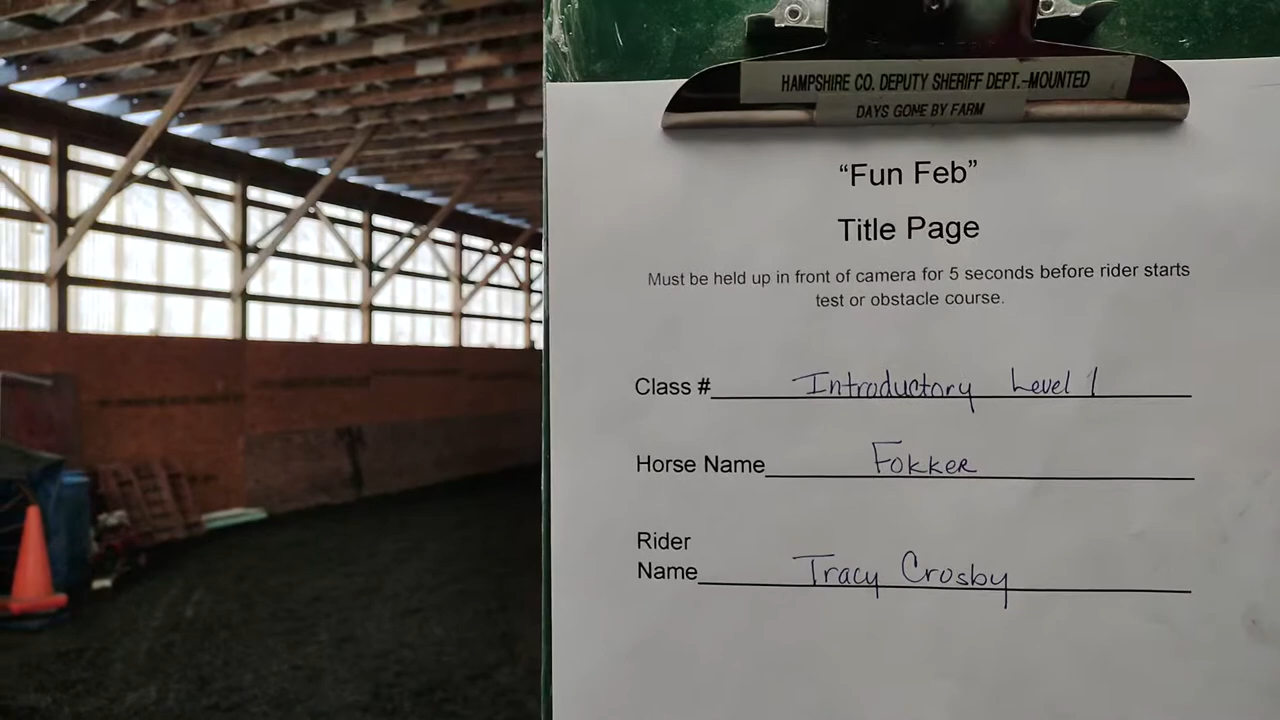 HAMPSHIRE CO. DEPUTY SHERIFF DEPT.-MOUNTED
DAYS GONE BY FARM
“Fun Feb”
Title Page
Must be held up in front of camera for 5 seconds before rider starts
test or obstacle course.
Class # Introductory Level 1
Horse Name Fokker
Rider
Name Tracy Crosby